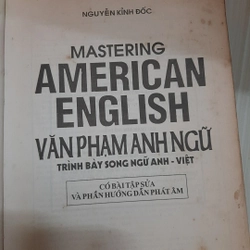 NGUYỄN KÍNH ĐỐC
MASTERING
AMERICAN
ENGLISH
VĂN PHẠM ANH NGỮ
TRÌNH BÀY SONG NGỮ ANH - VIỆT
CÓ BÀI TẬP SỬA
VÀ PHẦN HƯỚNG DẪN PHÁT ÂM